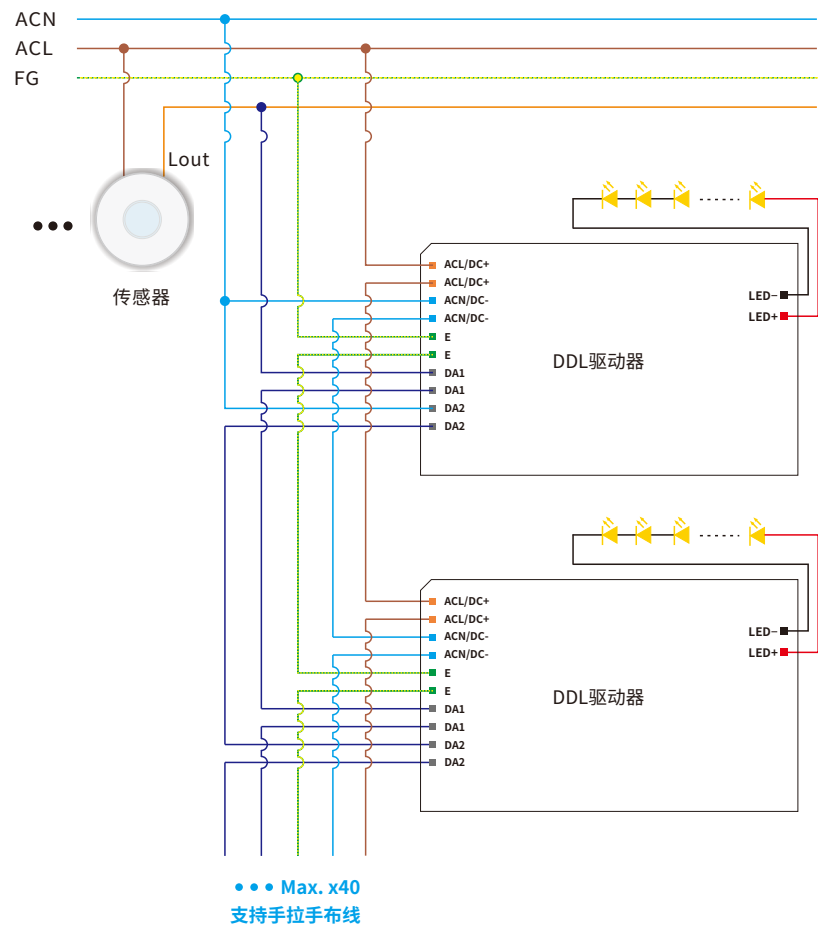 ACN
ACL
FG
Lout
•••
传感器
ACL/DC+
ACL/DC+
ACN/DC-
ACN/DC-
E
E
DA1
DA1
DA2
DA2
DDL驱动器
LED−
LED+
ACL/DC+
ACL/DC+
ACN/DC-
ACN/DC-
E
E
DA1
DA1
DA2
DA2
DDL驱动器
LED−
LED+
••• Max. x40
支持手拉手布线